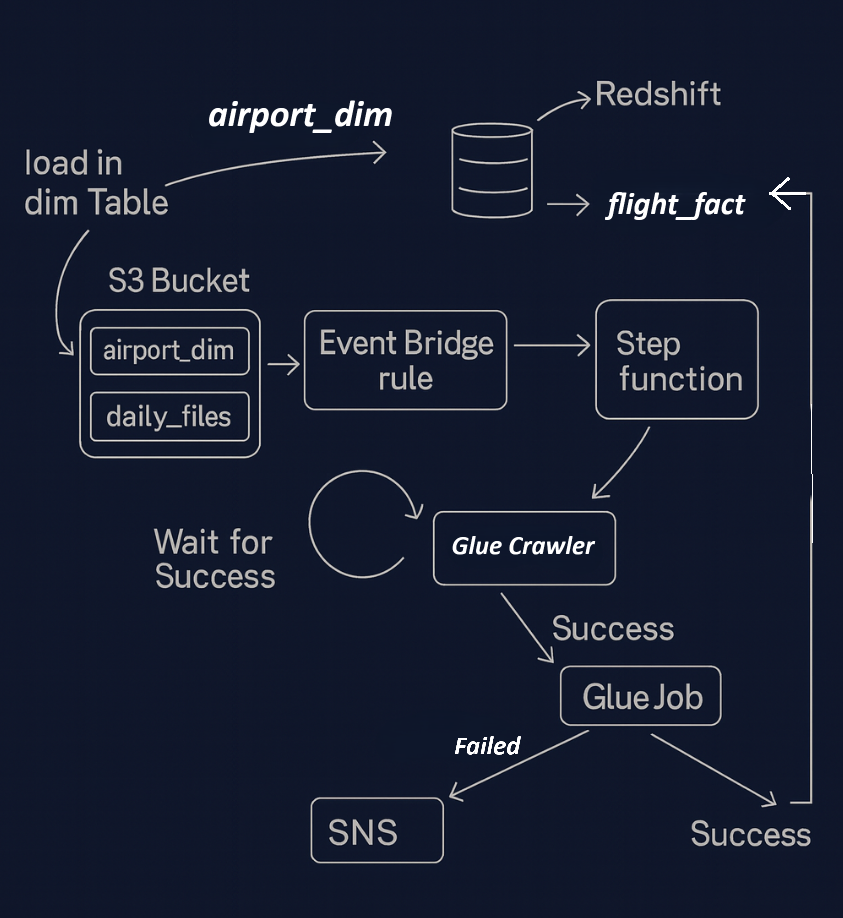 airport_dim
Redshift
load in
dim Table
flight_fact
S3 Bucket
airport_dim
daily_files
Event Bridge
rule
Step
function
Wait for
Success
Glue Crawler
Success
Glue Job
Failed
SNS
Success